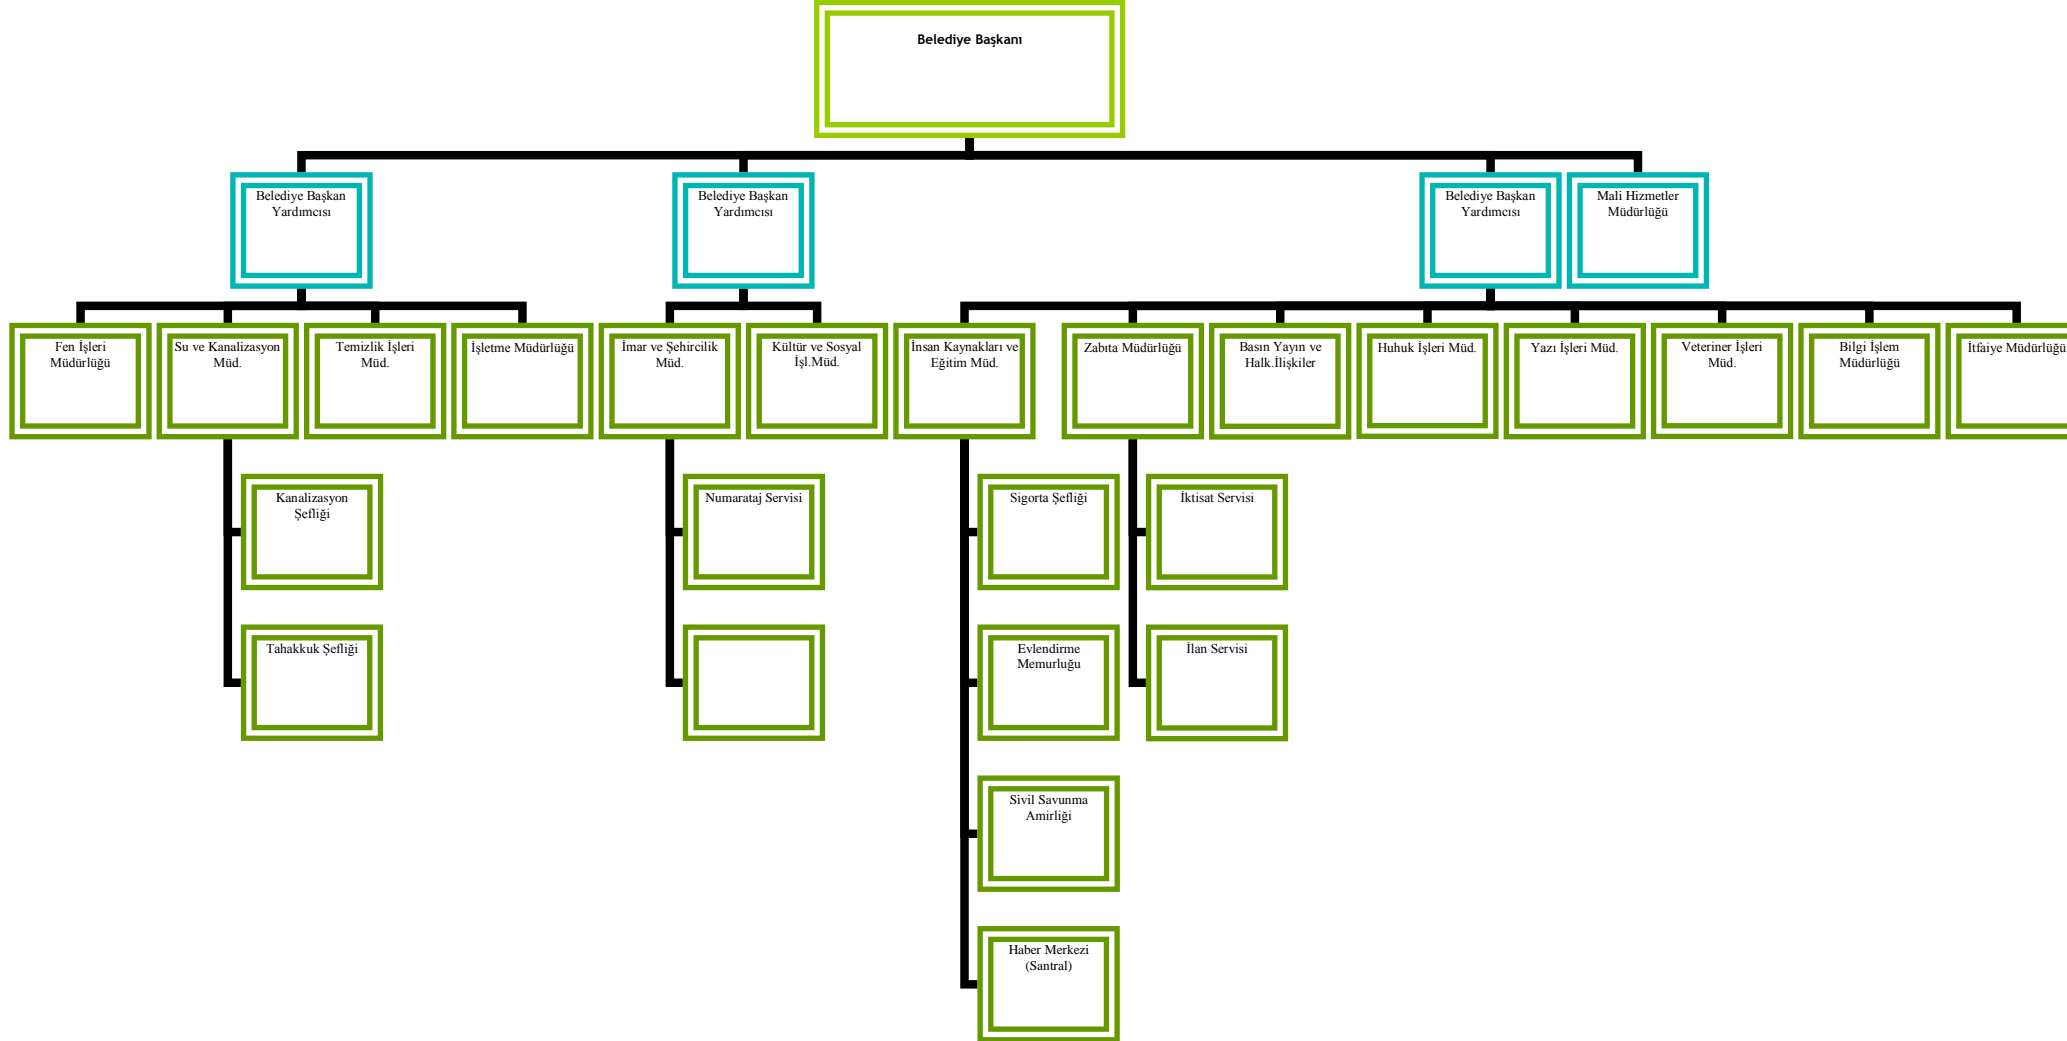 Belediye Başkanı
Belediye Başkan
Yardımcısı
Belediye Başkan
Yardımcısı
Belediye Başkan
Yardımcısı
Mali Hizmetler
Müdürlüğü
Fen İşleri
Müdürlüğü
Su ve Kanalizasyon
Müd.
Temizlik İşleri
Müd.
İşletme Müdürlüğü
İmar ve Şehircilik
Müd.
Kültür ve Sosyal
İşl.Müd.
İnsan Kaynakları ve
Eğitim Müd.
Zabıta Müdürlüğü
Basın Yayın ve
Halk.İlişkiler
Huhuk İşleri Müd.
Yazı İşleri Müd.
Veteriner İşleri
Müd.
Bilgi İşlem
Müdürlüğü
İtfaiye Müdürlüğü
Kanalizasyon
Şefliği
Numarataj Servisi
Sigorta Şefliği
İktisat Servisi
Tahakkuk Şefliği
Evlendirme
Memurluğu
İlan Servisi
Sivil Savunma
Amirliği
Haber Merkezi
(Santral)